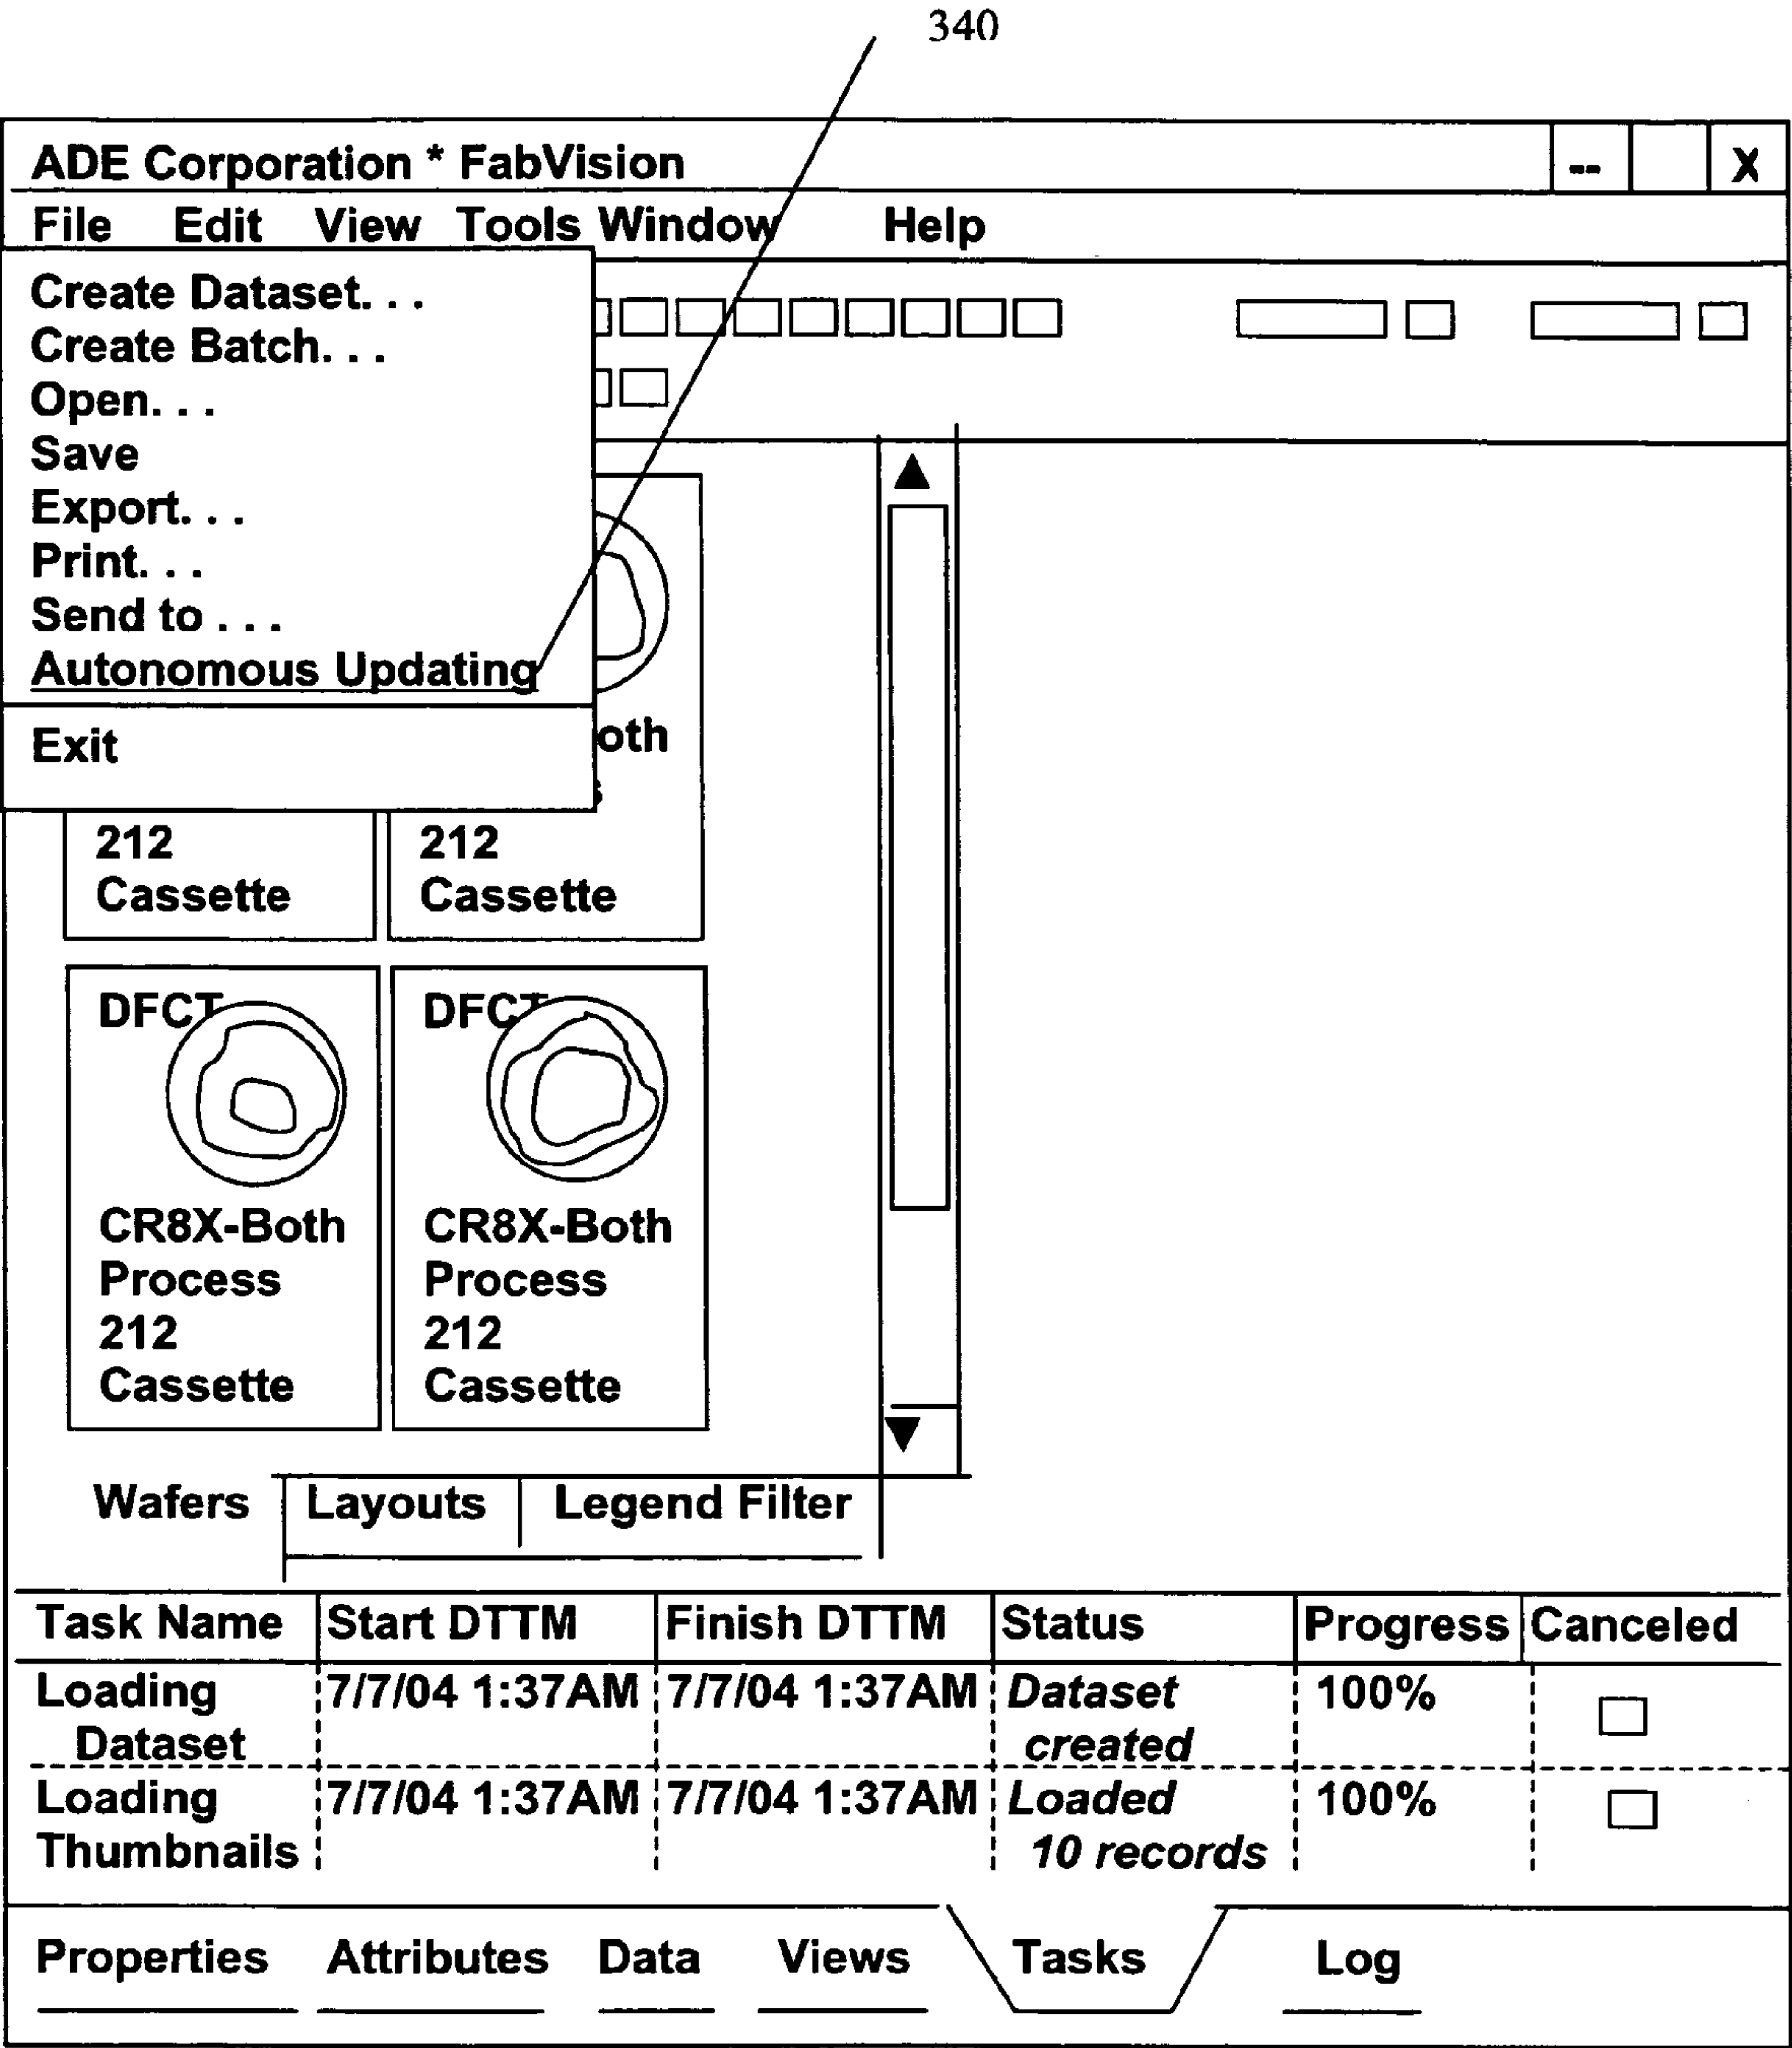 340
ADE Corporation * FabVision -- X
File Edit View Tools Window Help
Create Dataset. . .
Create Batch. . .
Open. . .
Save
Export. . .
Print. . .
Send to . . .
Autonomous Updating
Exit
oth
212 212
Cassette Cassette
DFCT DFCT
CR8X-Both CR8X-Both
Process Process
212 212
Cassette Cassette
Wafers Layouts Legend Filter
Task Name Start DTTM Finish DTTM Status Progress Canceled
Loading 7/7/04 1:37AM 7/7/04 1:37AM Dataset 100%
Dataset created
Loading 7/7/04 1:37AM 7/7/04 1:37AM Loaded 100%
Thumbnails 10 records
Properties Attributes Data Views Tasks Log